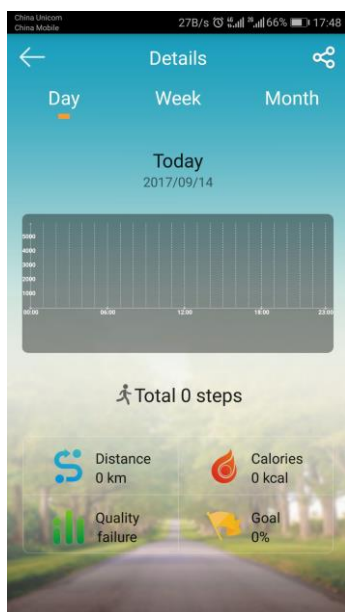 China Unicom
China Mobile
27B/s 4G 2G 66% 17:48
Details
Day Week Month
Today
2017/09/14
5000
4000
3000
2000
1000
00:00 06:00 12:00 18:00 23:00
Total 0 steps
Distance
0 km
Calories
0 kcal
Quality
failure
Goal
0%